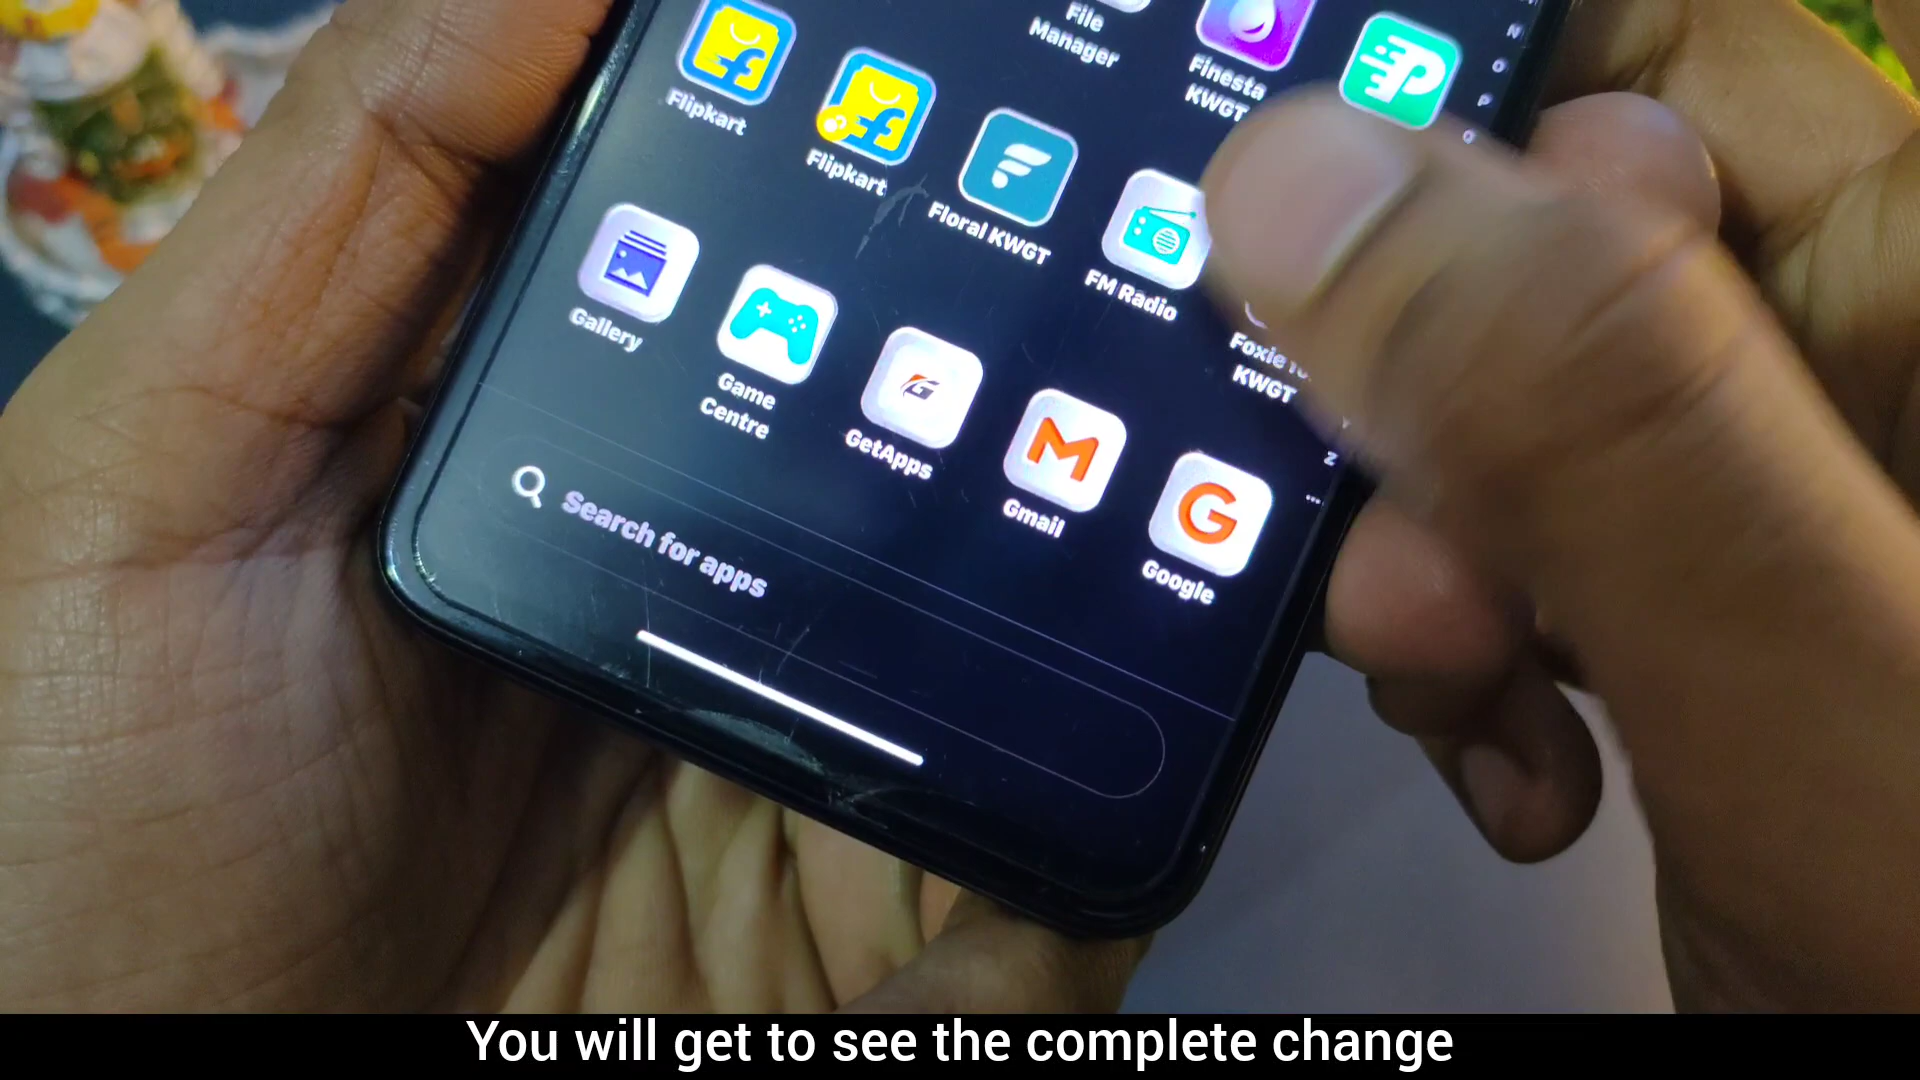 File
Manager
Finesta
KWGT
Flipkart
Flipkart
Floral KWGT
FM Radio
Foxie
KWGT
Gallery
Game
Centre
GetApps
Gmail
Google
N
O
P
Q
Z
...
Search for apps
You will get to see the complete change